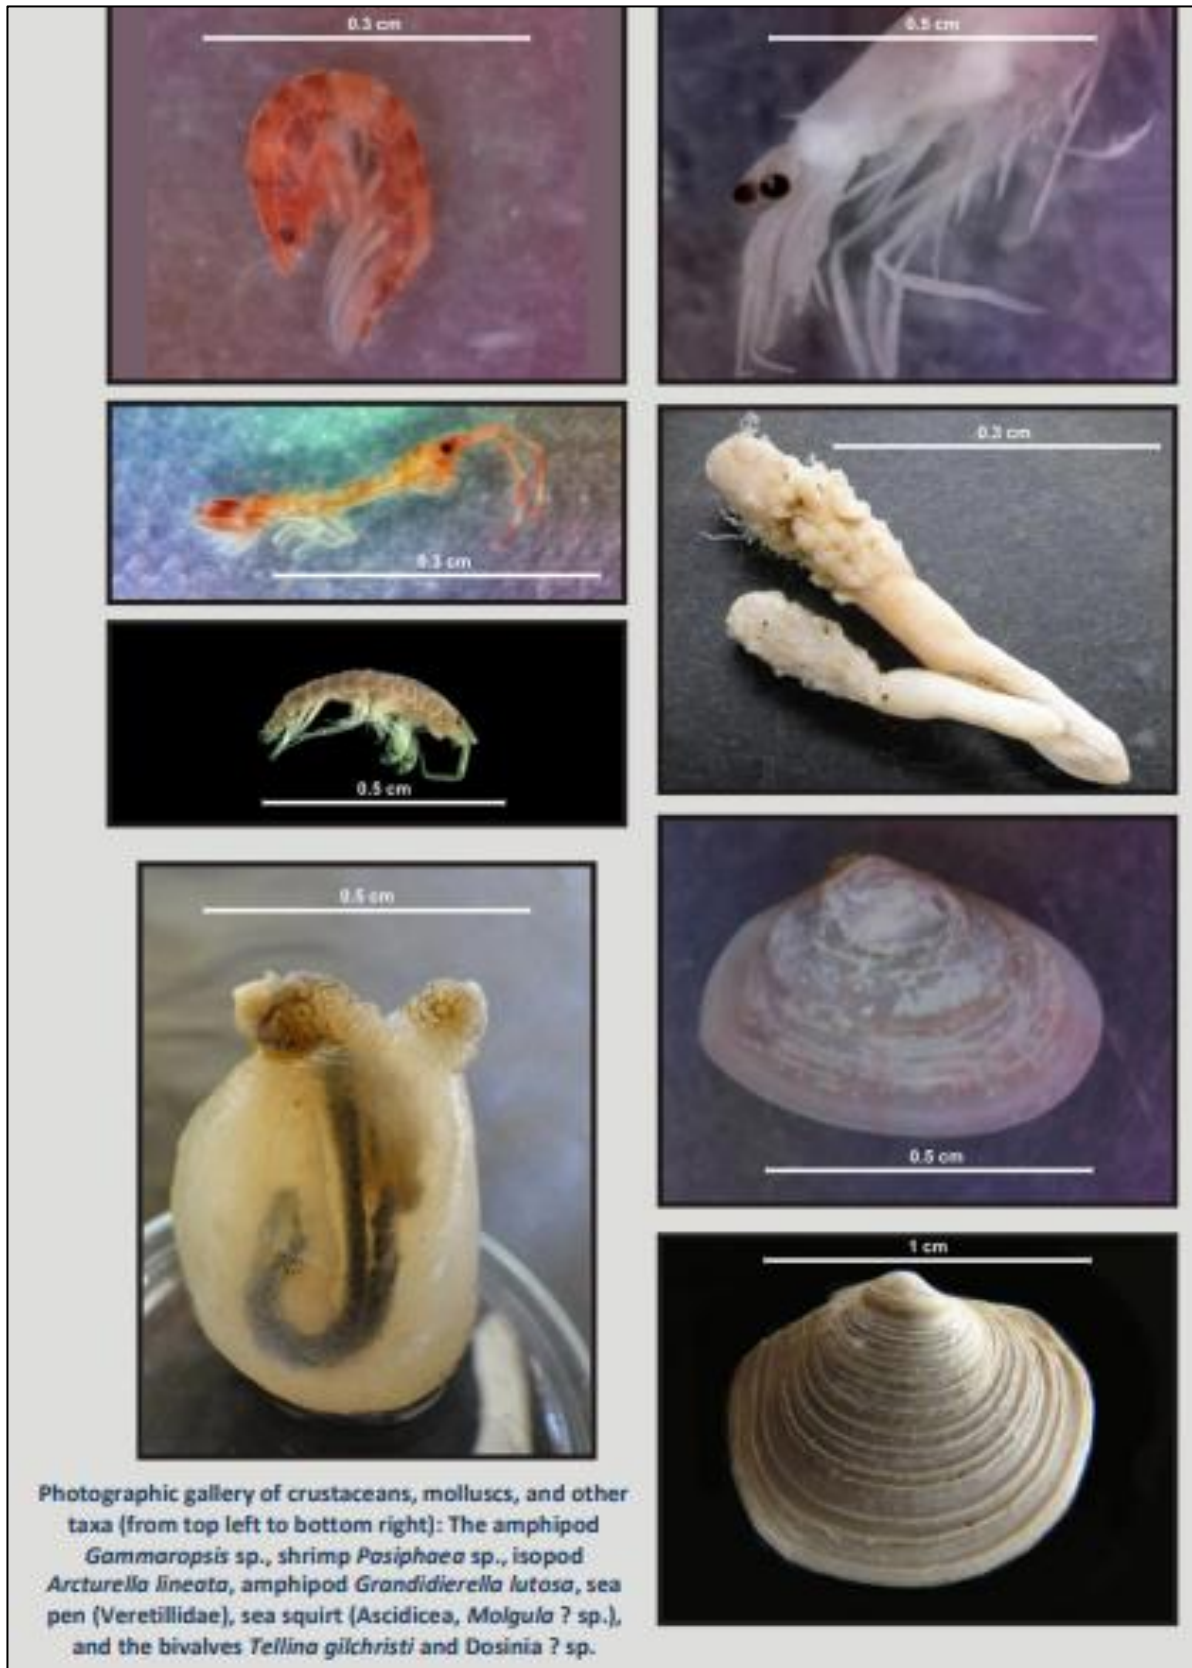 0.3 cm
0.5 cm
0.3 cm
0.3 cm
0.5 cm
0.5 cm
0.5 cm
1 cm
Photographic gallery of crustaceans, molluscs, and other
taxa (from top left to bottom right): The amphipod
Gammaropsis sp., shrimp Pasiphaea sp., isopod
Arcturella lineata, amphipod Grandidierella lutosa, sea
pen (Veretillidae), sea squirt (Ascidicea, Molgula ? sp.),
and the bivalves Tellina gilchristi and Dosinia ? sp.